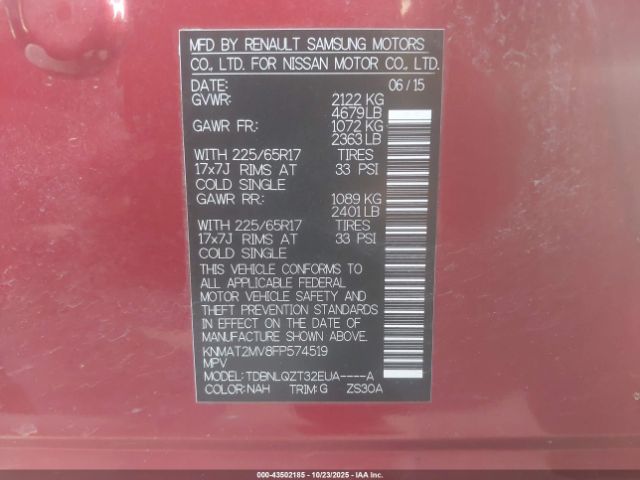 MFD BY RENAULT SAMSUNG MOTORS
CO., LTD. FOR NISSAN MOTOR CO., LTD.
DATE: 06/15
GVWR: 2122 KG
4679 LB
GAWR FR.: 1072 KG
2363 LB
WITH 225/65R17 TIRES
17x7J RIMS AT 33 PSI
COLD SINGLE
GAWR RR.: 1089 KG
2401 LB
WITH 225/65R17 TIRES
17x7J RIMS AT 33 PSI
COLD SINGLE
THIS VEHICLE CONFORMS TO
ALL APPLICABLE FEDERAL
MOTOR VEHICLE SAFETY AND
THEFT PREVENTION STANDARDS
IN EFFECT ON THE DATE OF
MANUFACTURE SHOWN ABOVE.
KNMAT2MV8FP574519
MPV
MODEL: TDBNLQZT32EUA----A
COLOR: NAH TRIM: G ZS30A
000-43502185 - 10/23/2025 - IAA Inc.